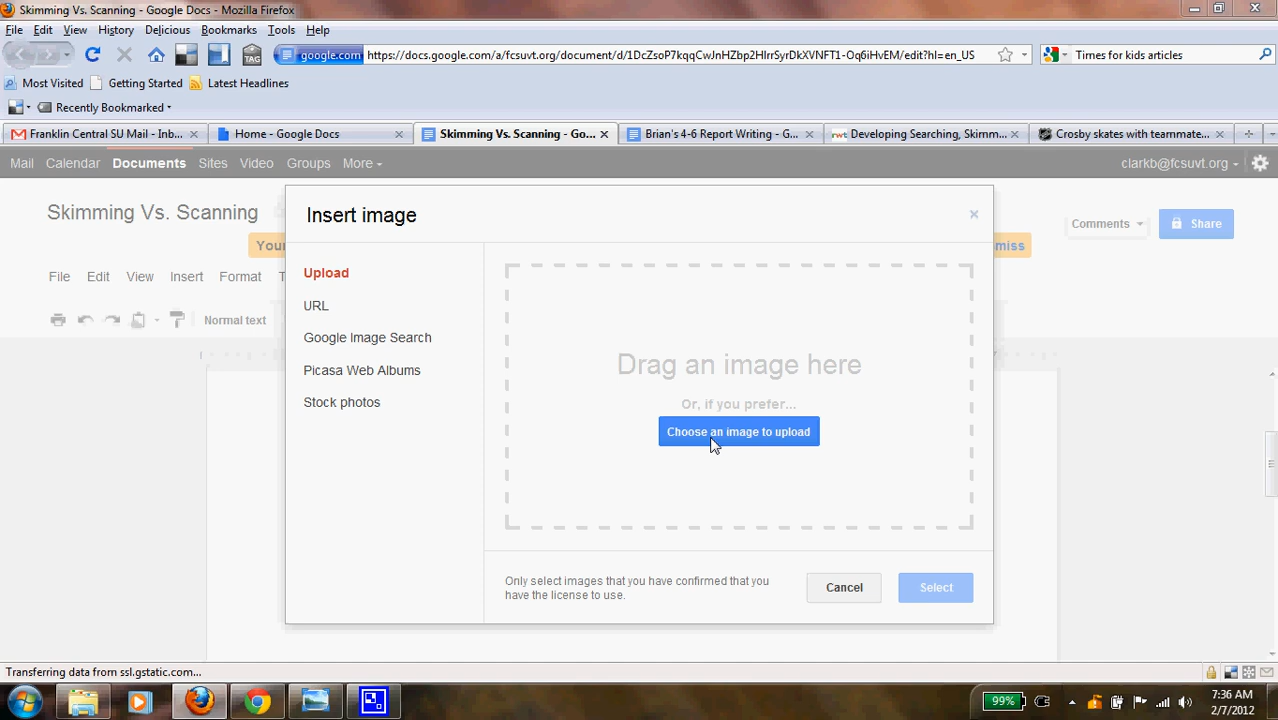 Skimming Vs. Scanning - Google Docs - Mozilla Firefox
File Edit View History Delicious Bookmarks Tools Help
TAG google.com https://docs.google.com/a/fcsuvt.org/document/d/1DcZsoP7kqqCwJnHZbp2HIrrSyrDkXVNFT1-Oq6iHvEM/edit?hl=en_US Times for kids articles
Most Visited Getting Started Latest Headlines
Recently Bookmarked
Franklin Central SU Mail - Inb... Home - Google Docs Skimming Vs. Scanning - Go... Brian's 4-6 Report Writing - G... Developing Searching, Skimm... Crosby skates with teammate...
Mail Calendar Documents Sites Video Groups More clarkb@fcsuvt.org
Skimming Vs. Scanning
Comments Share
Your miss
File Edit View Insert Format T
Normal text
Insert image
Upload
URL
Google Image Search
Picasa Web Albums
Stock photos
Drag an image here
Or, if you prefer...
Choose an image to upload
Only select images that you have confirmed that you
have the license to use.
Cancel Select
Transferring data from ssl.gstatic.com...
99%
7:36 AM
2/7/2012